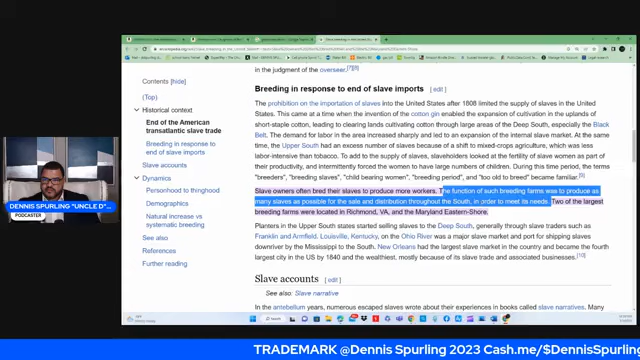 in the judgment of the overseer.[7][8]
Breeding in response to end of slave imports [edit]
The prohibition on the importation of slaves into the United States after 1808 limited the supply of slaves in the United
States. This came at a time when the invention of the cotton gin enabled the expansion of cultivation in the uplands of
short-staple cotton, leading to clearing lands cultivating cotton through large areas of the Deep South, especially the Black
Belt. The demand for labor in the area increased sharply and led to an expansion of the internal slave market. At the same
time, the Upper South had an excess number of slaves because of a shift to mixed-crops agriculture, which was less
labor-intensive than tobacco. To add to the supply of slaves, slaveholders looked at the fertility of slave women as part of
their productivity, and intermittently forced the women to have large numbers of children. During this time period, the terms
"breeders", "breeding slaves", "child bearing women", "breeding period", and "too old to breed" became familiar.[9]
Slave owners often bred their slaves to produce more workers. The function of such breeding farms was to produce as
many slaves as possible for the sale and distribution throughout the South, in order to meet its needs. Two of the largest
breeding farms were located in Richmond, VA, and the Maryland Eastern-Shore.
Planters in the Upper South states started selling slaves to the Deep South, generally through slave traders such as
Franklin and Armfield. Louisville, Kentucky, on the Ohio River was a major slave market and port for shipping slaves
downriver by the Mississippi to the South. New Orleans had the largest slave market in the country and became the fourth
largest city in the US by 1840 and the wealthiest, mostly because of its slave trade and associated businesses.[10]
Slave accounts [edit]
See also: Slave narrative
In the antebellum years, numerous escaped slaves wrote about their experiences in books called slave narratives. Many
Contents [hide]
(Top)
Historical context
End of the American
transatlantic slave trade
Breeding in response to
end of slave imports
Slave accounts
Dynamics
Personhood to thinghood
Demographics
Natural increase vs
systematic breeding
See also
References
Further reading
DENNIS SPURLING "UNCLE D"
PODCASTER
TRADEMARK @Dennis Spurling 2023 Cash.me/$DennisSpurling